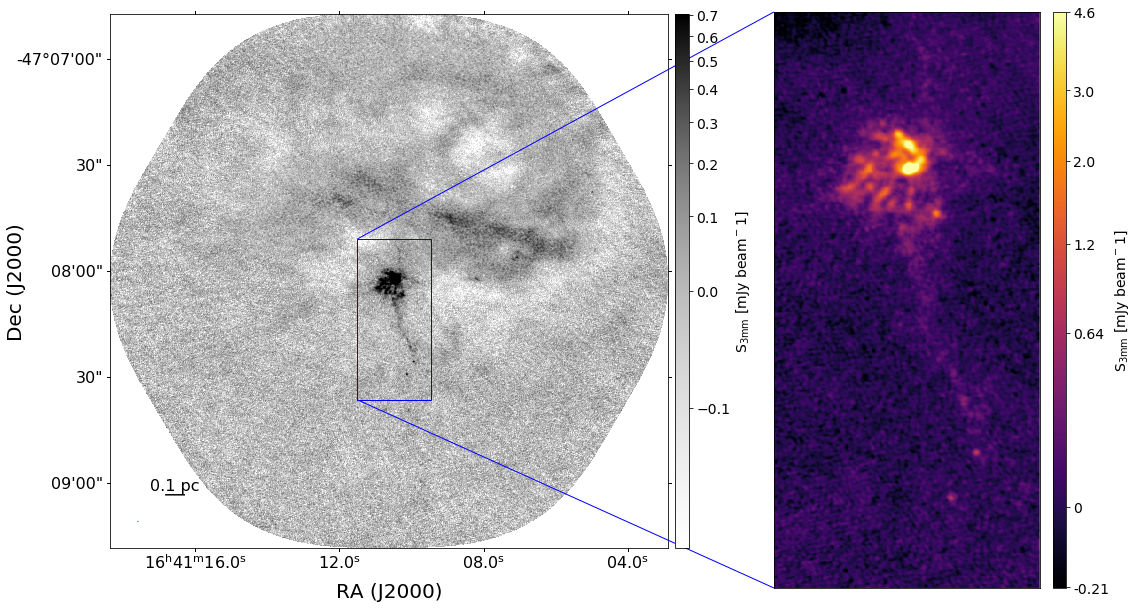 -47°07'00"
30"
08'00"
30"
09'00"
Dec (J2000)
0.1 pc
16ʰ41ᵐ16.0ˢ
12.0ˢ
08.0ˢ
04.0ˢ
RA (J2000)
0.7
0.6
0.5
0.4
0.3
0.2
0.1
0.0
−0.1
S₃ₘₘ [mJy beam⁻1]
4.6
3.0
2.0
1.2
0.64
0
-0.21
S₃ₘₘ [mJy beam⁻1]